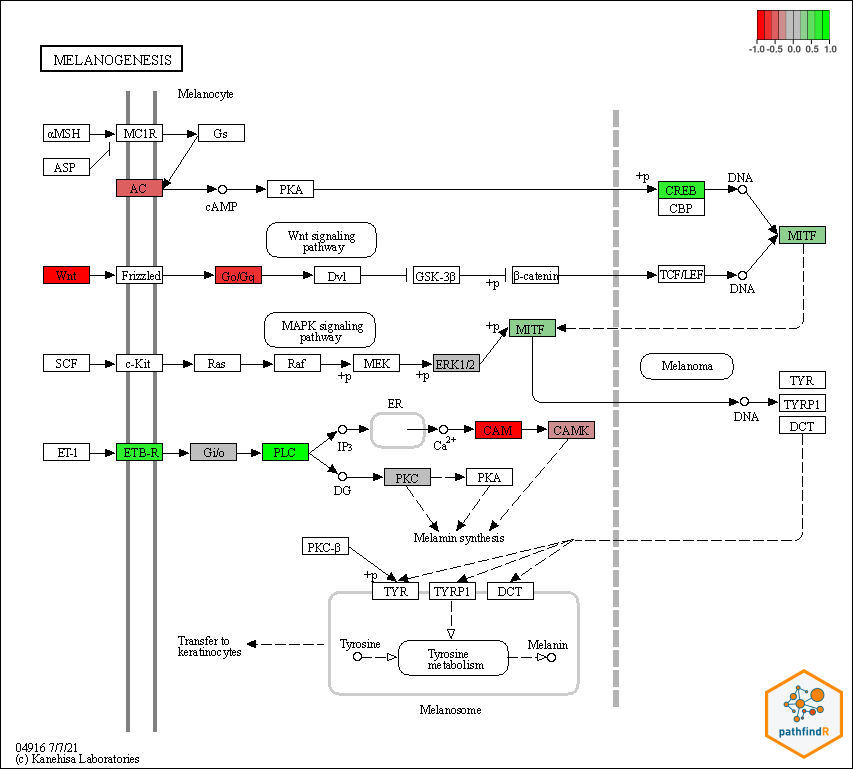 -1.0 -0.5 0.0 0.5 1.0
MELANOGENESIS
Melanocyte
αMSH
MC1R
Gs
ASP
AC
cAMP
PKA
+p
CREB
CBP
DNA
MITF
Wnt signaling
pathway
Wnt
Frizzled
Go/Gq
Dvl
GSK-3β
+p
β-catenin
TCF/LEF
DNA
MAPK signaling
pathway
+p
MITF
SCF
c-Kit
Ras
Raf
+p
MEK
+p
ERK1/2
Melanoma
TYR
TYRP1
DCT
DNA
ER
IP3
Ca2+
CAM
CAMK
ET-1
ETB-R
Gi/o
PLC
DG
PKC
PKA
Melamin synthesis
PKC-β
+p
TYR
TYRP1
DCT
Transfer to
keratinocytes
Tyrosine
Tyrosine
metabolism
Melanin
Melanosome
04916 7/7/21
(c) Kanehisa Laboratories
pathfindR